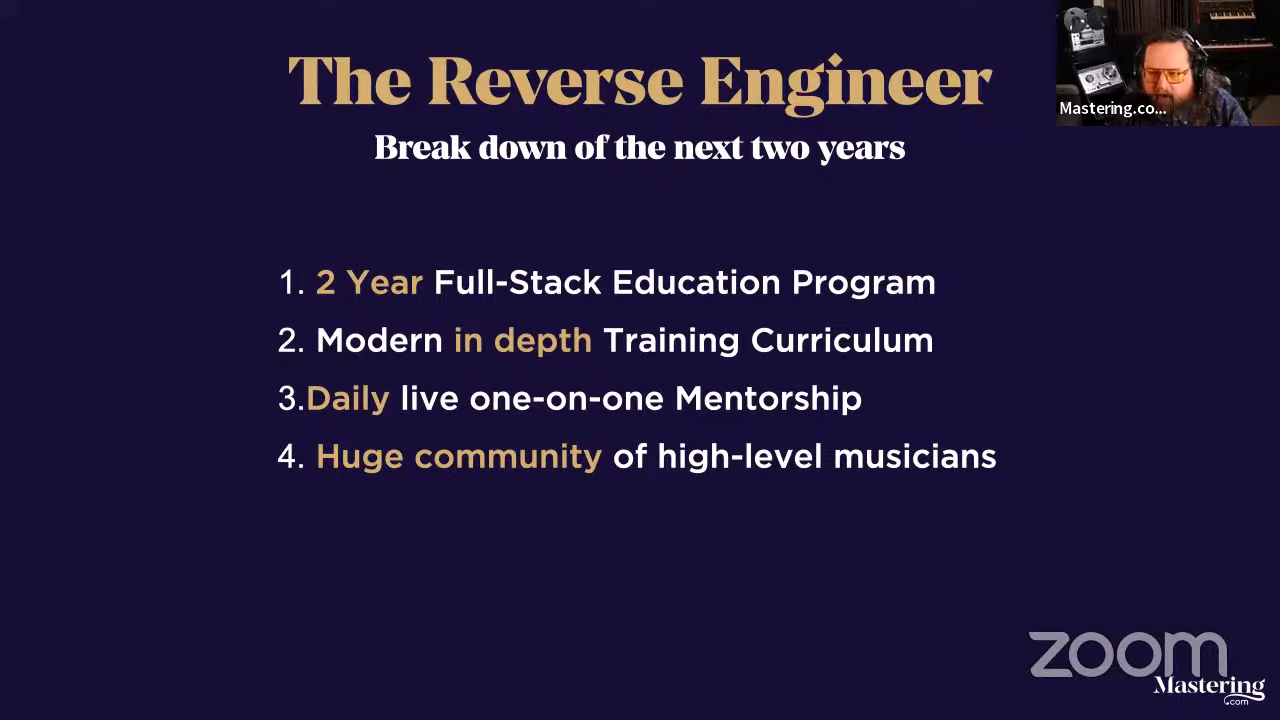 The Reverse Engineer
Break down of the next two years
Mastering.co...
1. 2 Year Full-Stack Education Program
2. Modern in depth Training Curriculum
3.Daily live one-on-one Mentorship
4. Huge community of high-level musicians
zoom
Mastering
.com